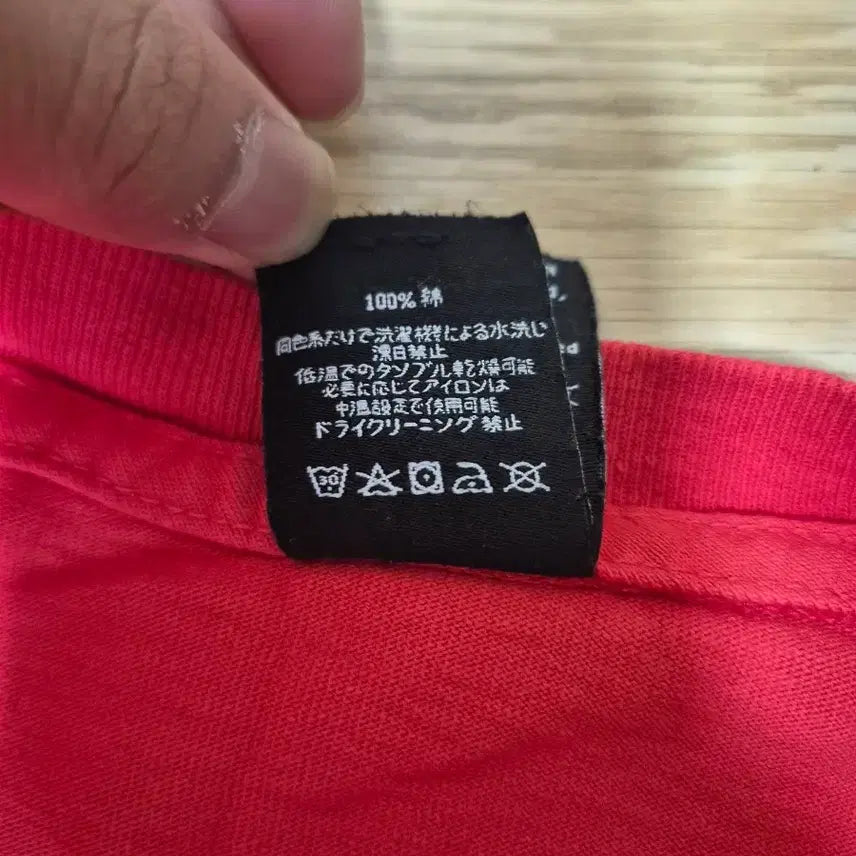 100% 綿
同色系だけで洗濯機による水洗い
漂白禁止
低温でのタンブル乾燥可能
必要に応じてアイロンは
中温設定で使用可能
ドライクリーニング禁止
30